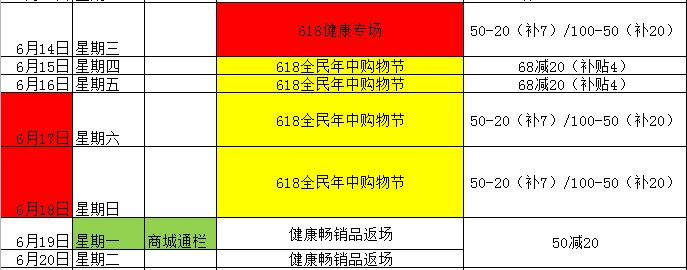 6月14日 星期三 618健康专场 50-20（补7）/100-50（补20）
6月15日 星期四 618全民年中购物节 68减20（补贴4）
6月16日 星期五 618全民年中购物节 68减20（补贴4）
6月17日 星期六 618全民年中购物节 50-20（补7）/100-50（补20）
6月18日 星期日 618全民年中购物节 50-20（补7）/100-50（补20）
6月19日 星期一 商城通栏 健康畅销品返场 50减20
6月20日 星期二 健康畅销品返场